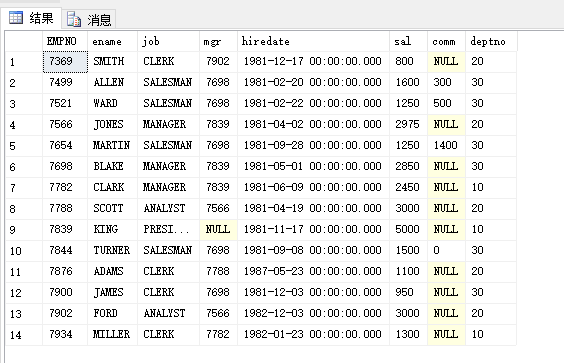 结果 消息
EMPNO ename job mgr hiredate sal comm deptno
1 7369 SMITH CLERK 7902 1981-12-17 00:00:00.000 800 NULL 20
2 7499 ALLEN SALESMAN 7698 1981-02-20 00:00:00.000 1600 300 30
3 7521 WARD SALESMAN 7698 1981-02-22 00:00:00.000 1250 500 30
4 7566 JONES MANAGER 7839 1981-04-02 00:00:00.000 2975 NULL 20
5 7654 MARTIN SALESMAN 7698 1981-09-28 00:00:00.000 1250 1400 30
6 7698 BLAKE MANAGER 7839 1981-05-01 00:00:00.000 2850 NULL 30
7 7782 CLARK MANAGER 7839 1981-06-09 00:00:00.000 2450 NULL 10
8 7788 SCOTT ANALYST 7566 1981-04-19 00:00:00.000 3000 NULL 20
9 7839 KING PRESI... NULL 1981-11-17 00:00:00.000 5000 NULL 10
10 7844 TURNER SALESMAN 7698 1981-09-08 00:00:00.000 1500 0 30
11 7876 ADAMS CLERK 7788 1987-05-23 00:00:00.000 1100 NULL 20
12 7900 JAMES CLERK 7698 1981-12-03 00:00:00.000 950 NULL 30
13 7902 FORD ANALYST 7566 1982-12-03 00:00:00.000 3000 NULL 20
14 7934 MILLER CLERK 7782 1982-01-23 00:00:00.000 1300 NULL 10